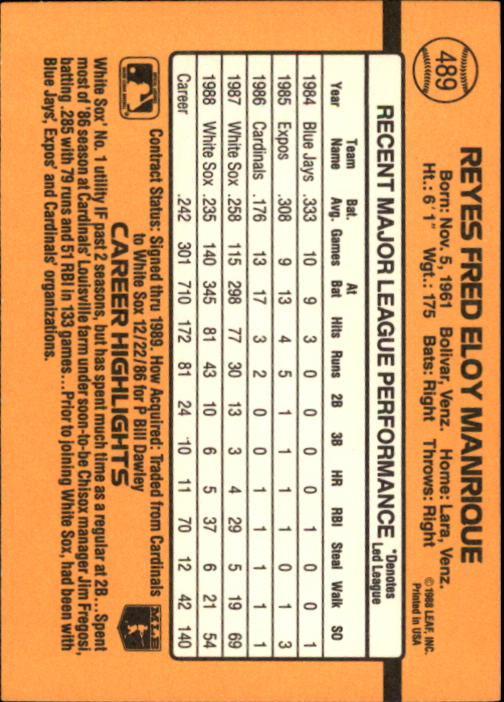 489
REYES FRED ELOY MANRIQUE
Born: Nov. 5, 1961 Bolivar, Venz. Home: Lara, Venz.
Ht.: 6' 1" Wgt.: 175 Bats: Right Throws: Right
© 1988 LEAF, INC.
Printed in USA
RECENT MAJOR LEAGUE PERFORMANCE *Denotes Led League
Year Team Name Bat. Avg. Games At Bat Hits Runs 2B 3B HR RBI Steal Walk SO
1984 Blue Jays .333 10 9 3 0 0 0 0 1 0 0 1
1985 Expos .308 9 13 4 5 1 1 1 1 0 1 3
1986 Cardinals .176 13 17 3 2 0 0 1 1 1 1 1
1987 White Sox .258 115 298 77 30 13 3 4 29 5 19 69
1988 White Sox .235 140 345 81 43 10 6 5 37 6 21 54
Career .242 301 710 172 81 24 10 11 70 12 42 140
Contract Status: Signed thru 1989. How Acquired: Traded from Cardinals
to White Sox 12/22/86 for P Bill Dawley
CAREER HIGHLIGHTS
MLB
White Sox' No. 1 utility IF past 2 seasons, but has spent much time as a regular at 2B...Spent
most of '86 season at Cardinals' Louisville farm under soon-to-be Chisox manager Jim Fregosi,
batting .285 with 79 runs and 51 RBI in 133 games...Prior to joining White Sox, had been with
Blue Jays', Expos' and Cardinals' organizations.